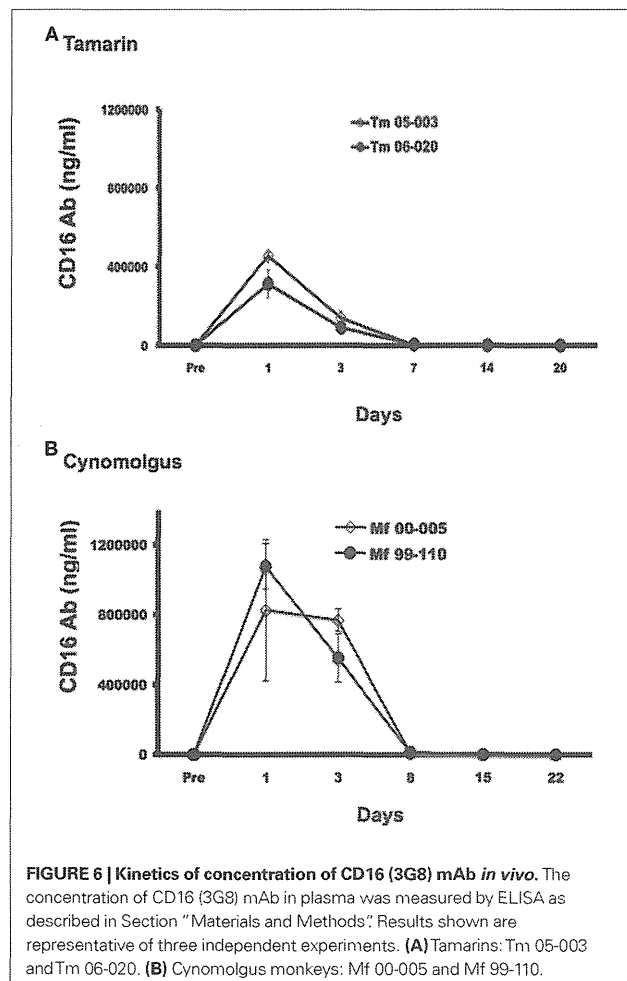 A Tamarin
1200000
800000
400000
0
CD16 Ab (ng/ml)
Tm 05-003
Tm 06-020
Pre 1 3 7 14 20
Days
B Cynomolgus
1200000
800000
400000
0
CD16 Ab (ng/ml)
Mf 00-005
Mf 99-110
Pre 1 3 8 15 22
Days
FIGURE 6 | Kinetics of concentration of CD16 (3G8) mAb in vivo. The
concentration of CD16 (3G8) mAb in plasma was measured by ELISA as
described in Section “Materials and Methods”. Results shown are
representative of three independent experiments. (A) Tamarins: Tm 05-003
and Tm 06-020. (B) Cynomolgus monkeys: Mf 00-005 and Mf 99-110.